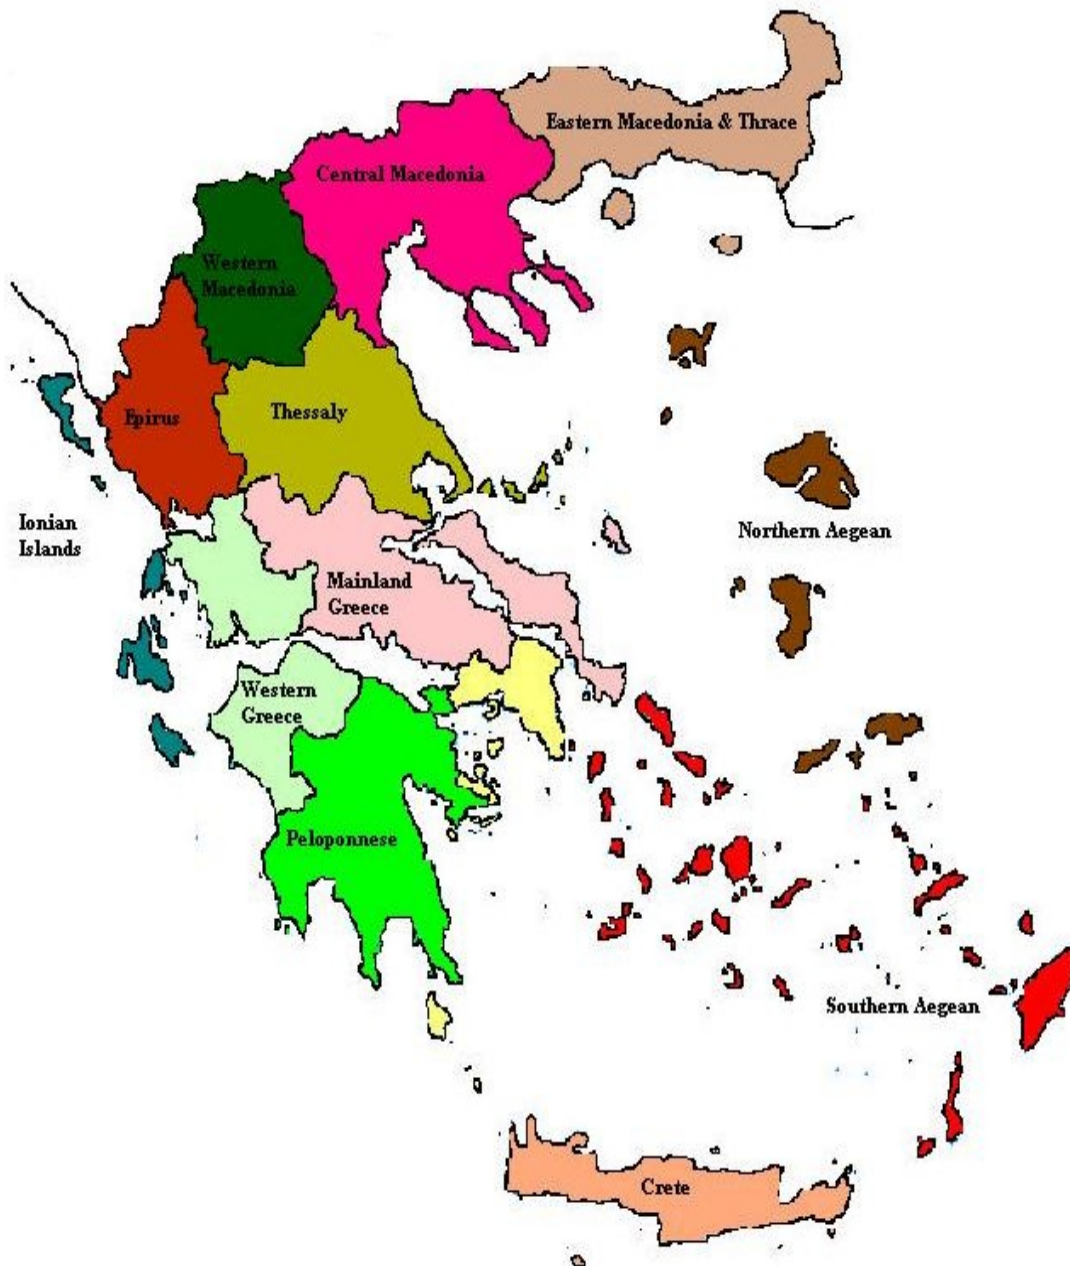 Eastern Macedonia & Thrace
Central Macedonia
Western
Macedonia
Epirus
Thessaly
Ionian
Islands
Northern Aegean
Mainland
Greece
Western
Greece
Peloponnese
Southern Aegean
Crete